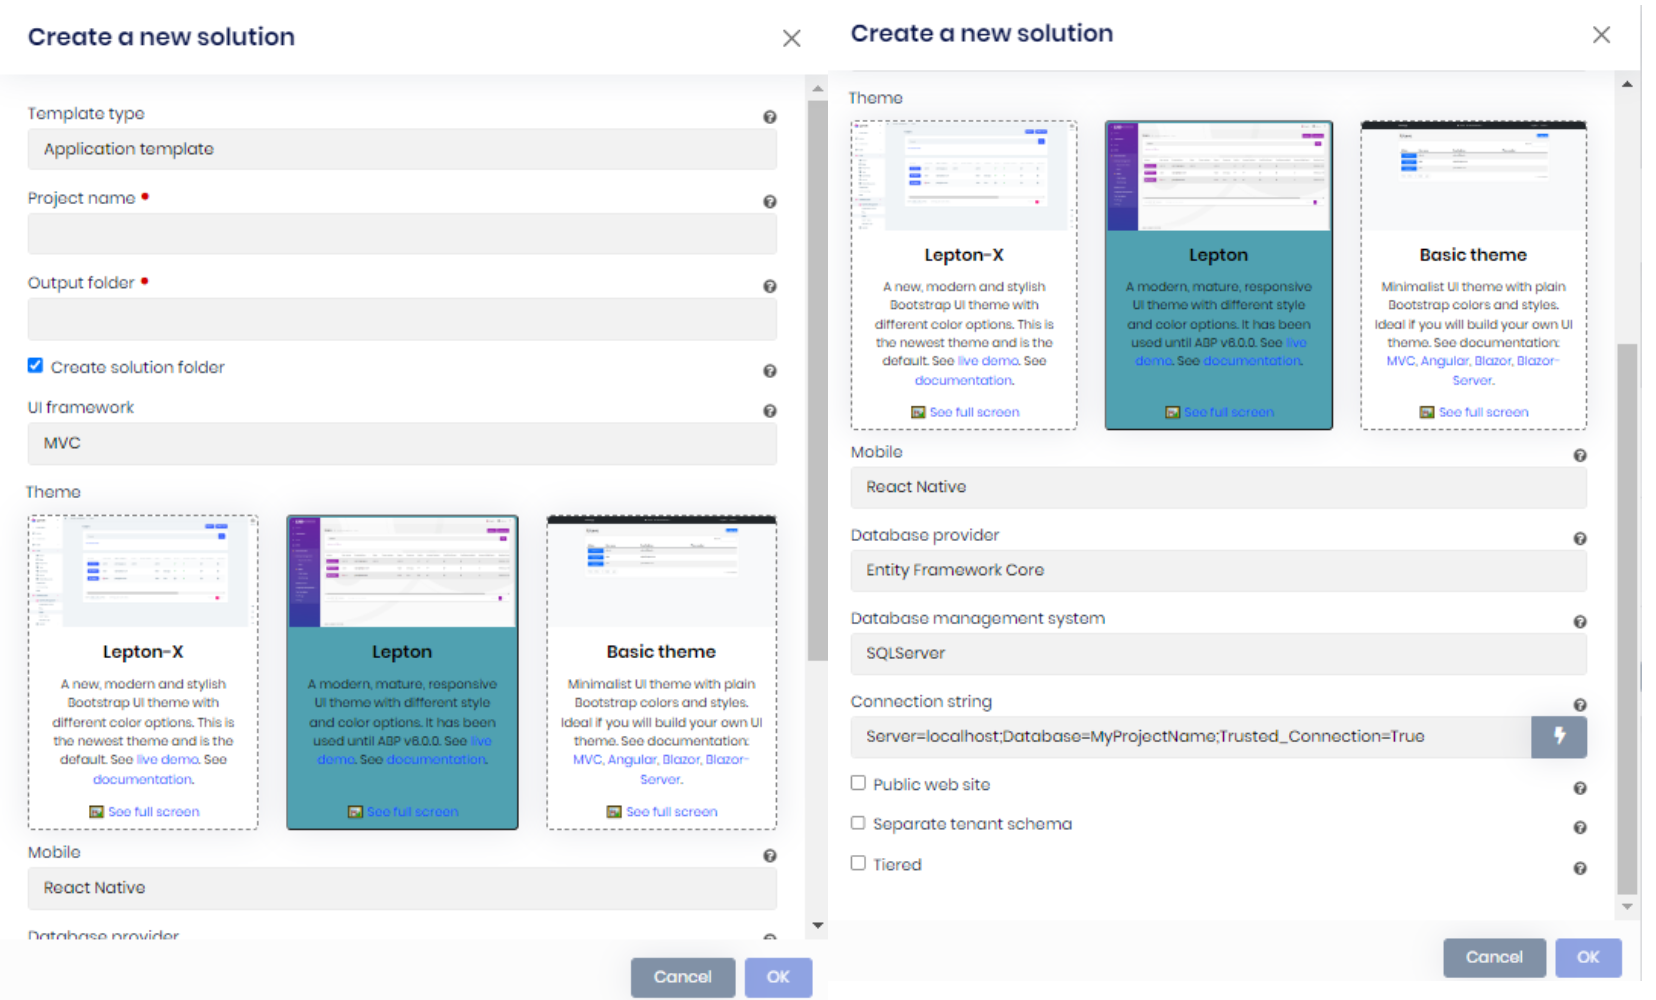 Create a new solution
Template type
Application template
Project name
Output folder
Create solution folder
UI framework
MVC
Theme
Lepton-X
A new, modern and stylish
Bootstrap UI theme with
different color options. This is
the newest theme and is the
default. See live demo. See
documentation.
See full screen
Lepton
A modern, mature, responsive
UI theme with different style
and color options. It has been
used until ABP v6.0.0. See live
demo. See documentation.
See full screen
Basic theme
Minimalist UI theme with plain
Bootstrap colors and styles.
Ideal if you will build your own UI
theme. See documentation:
MVC, Angular, Blazor, Blazor-
Server.
See full screen
Mobile
React Native
Database provider
Cancel
OK
Create a new solution
Theme
Lepton-X
A new, modern and stylish
Bootstrap UI theme with
different color options. This is
the newest theme and is the
default. See live demo. See
documentation.
See full screen
Lepton
A modern, mature, responsive
UI theme with different style
and color options. It has been
used until ABP v6.0.0. See live
demo. See documentation.
See full screen
Basic theme
Minimalist UI theme with plain
Bootstrap colors and styles.
Ideal if you will build your own UI
theme. See documentation:
MVC, Angular, Blazor, Blazor-
Server.
See full screen
Mobile
React Native
Database provider
Entity Framework Core
Database management system
SQLServer
Connection string
Server=localhost;Database=MyProjectName;Trusted_Connection=True
Public web site
Separate tenant schema
Tiered
Cancel
OK